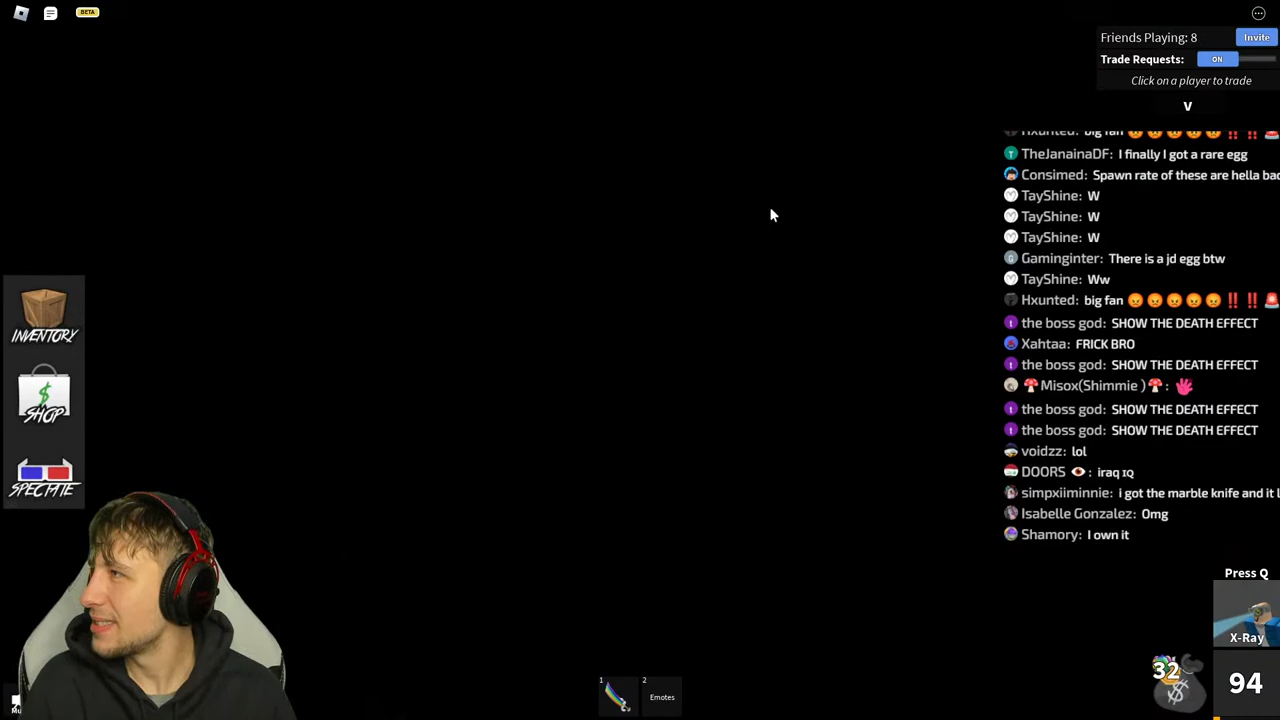 BETA
Friends Playing: 8
Invite
Trade Requests:
ON
Click on a player to trade
V
Hxunted: big fan 😡😡😡😡😡‼️‼️🚨
TheJanainaDF: I finally I got a rare egg
Consimed: Spawn rate of these are hella bad
TayShine: W
TayShine: W
TayShine: W
Gaminginter: There is a jd egg btw
TayShine: Ww
Hxunted: big fan 😡😡😡😡😡‼️‼️🚨
the boss god: SHOW THE DEATH EFFECT
Xahtaa: FRICK BRO
the boss god: SHOW THE DEATH EFFECT
🍄Misox(Shimmie )🍄: 👋
the boss god: SHOW THE DEATH EFFECT
the boss god: SHOW THE DEATH EFFECT
voidzz: lol
DOORS 👁️: iraq IQ
simpxiiminnie: i got the marble knife and it
Isabelle Gonzalez: Omg
Shamory: I own it
INVENTORY
SHOP
SPECTATE
Press Q
X-Ray
32
94
1
2
Emotes